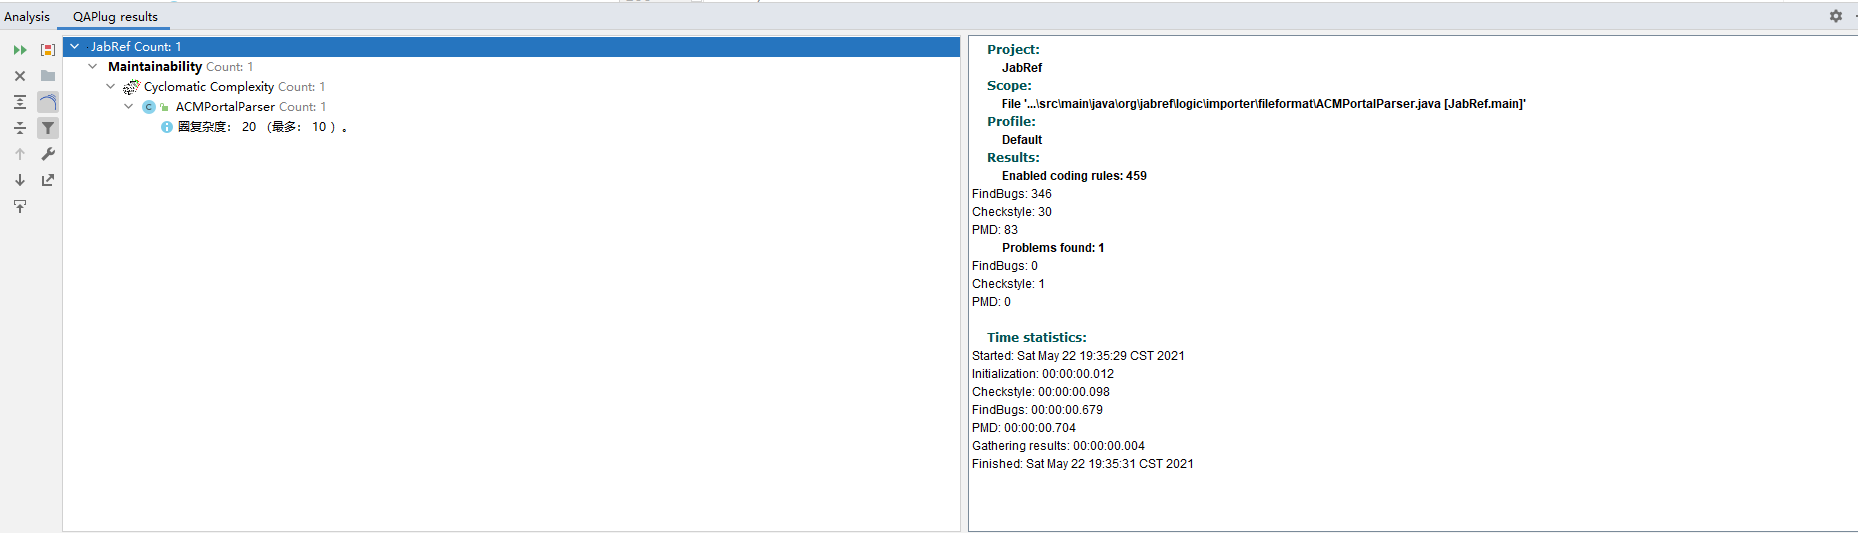 Analysis QAPlug results
JabRef Count: 1
Maintainability Count: 1
Cyclomatic Complexity Count: 1
ACMPortalParser Count: 1
圈复杂度： 20 （最多： 10 ）。
Project:
JabRef
Scope:
File '...\src\main\java\org\jabref\logic\importer\fileformat\ACMPortalParser.java [JabRef.main]'
Profile:
Default
Results:
Enabled coding rules: 459
FindBugs: 346
Checkstyle: 30
PMD: 83
Problems found: 1
FindBugs: 0
Checkstyle: 1
PMD: 0
Time statistics:
Started: Sat May 22 19:35:29 CST 2021
Initialization: 00:00:00.012
Checkstyle: 00:00:00.098
FindBugs: 00:00:00.679
PMD: 00:00:00.704
Gathering results: 00:00:00.004
Finished: Sat May 22 19:35:31 CST 2021